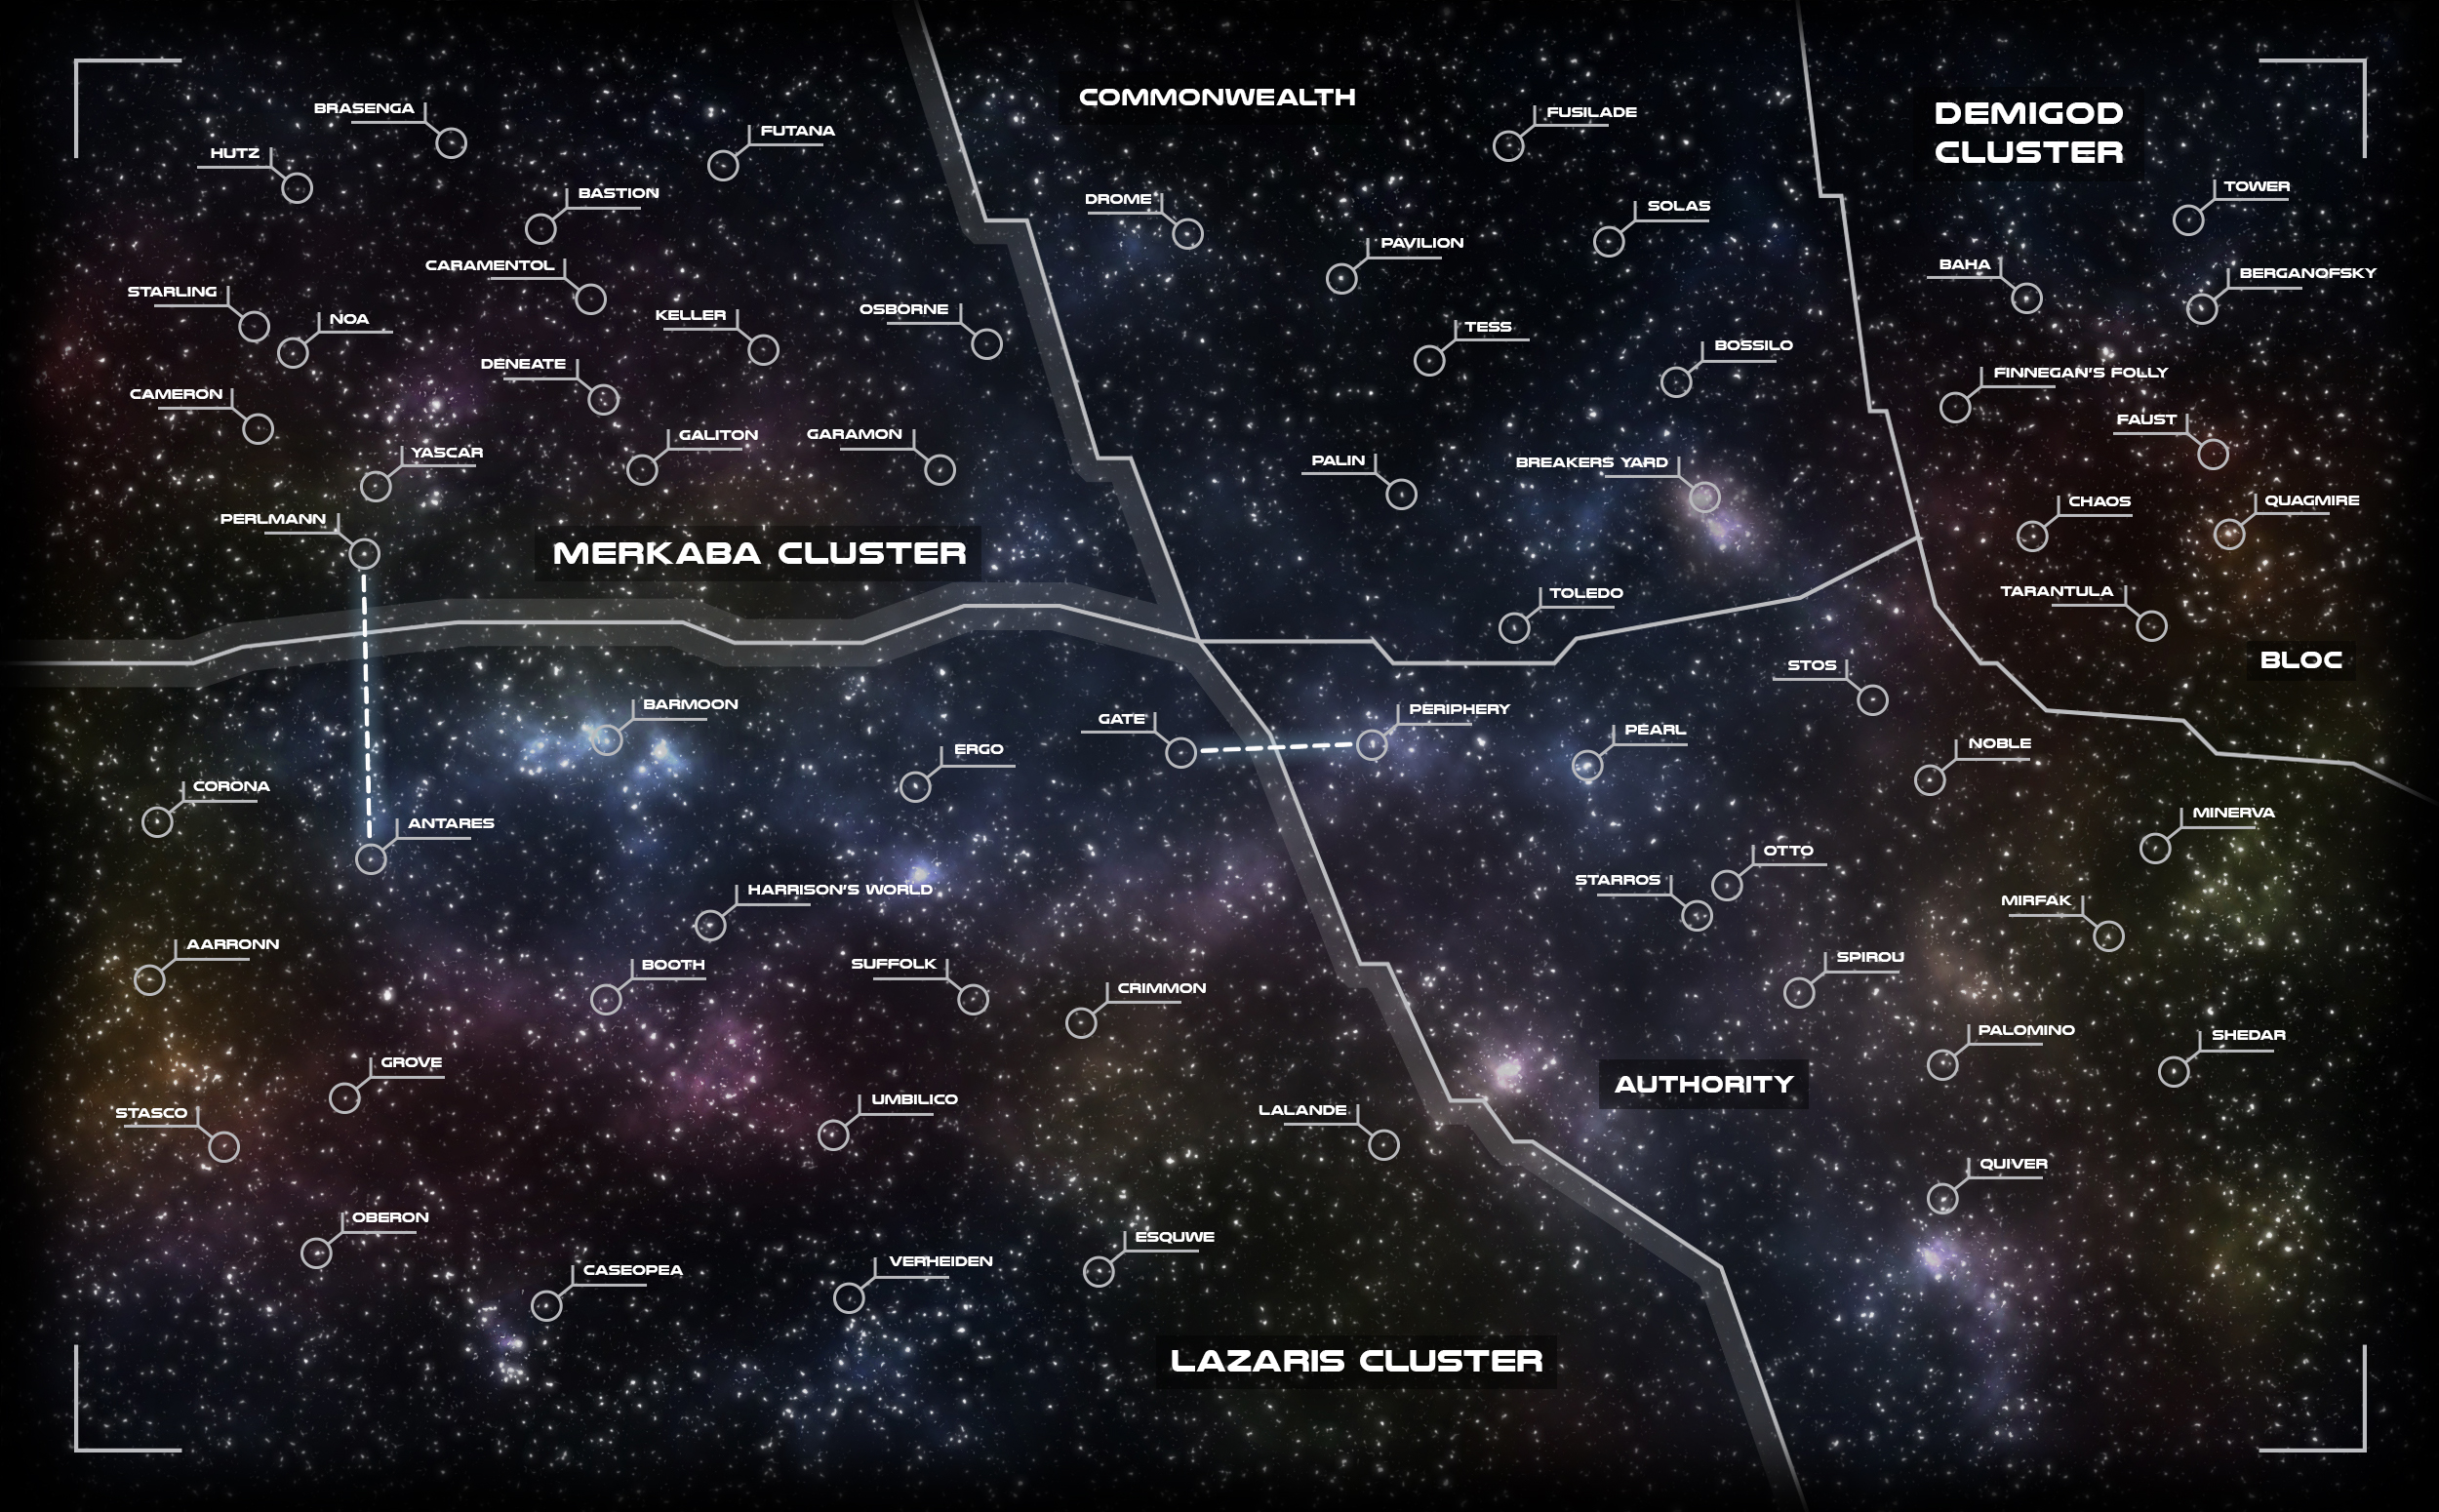 COMMONWEALTH
DEMIGOD
CLUSTER
BRASENGA
FUSILADE
FUTANA
HUTZ
TOWER
BASTION
DROME
SOLAS
PAVILION
CARAMENTOL
BAHA
BERGANOFSKY
STARLING
NOA
KELLER
OSBORNE
TESS
BOSSILO
DENEATE
FINNEGAN'S FOLLY
CAMERON
FAUST
GALITON
GARAMON
YASCAR
PALIN
BREAKERS YARD
CHAOS
QUAGMIRE
PERLMANN
MERKABA CLUSTER
TOLEDO
TARANTULA
BLOC
STOS
BARMOON
GATE
PERIPHERY
PEARL
ERGO
NOBLE
CORONA
ANTARES
MINERVA
OTTO
STARROS
HARRISON'S WORLD
MIRFAK
AARRONN
SPIROU
BOOTH
SUFFOLK
CRIMMON
PALOMINO
SHEDAR
GROVE
AUTHORITY
STASCO
UMBILICO
LALANDE
QUIVER
OBERON
ESQUWE
CASEOPEA
VERHEIDEN
LAZARIS CLUSTER